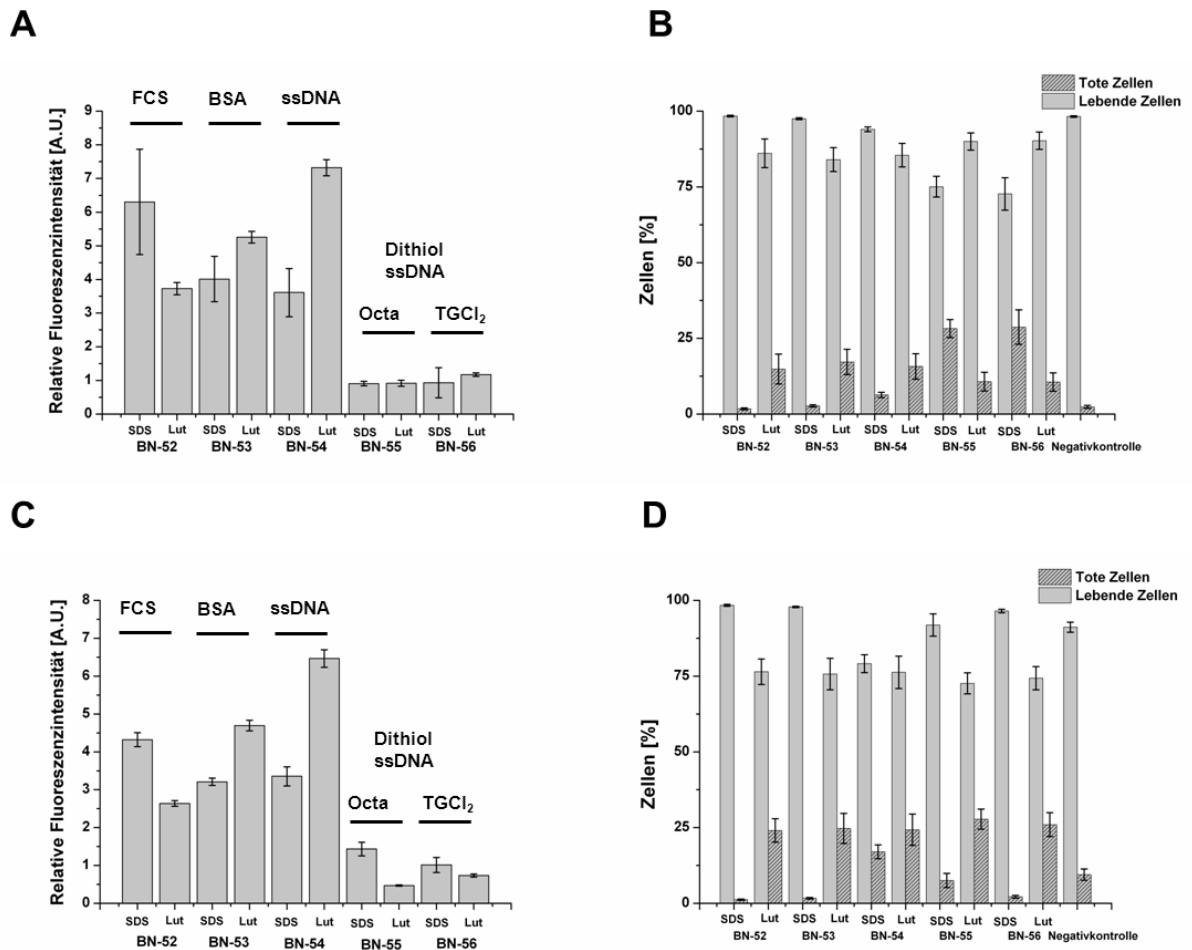 A
FCS BSA ssDNA
Dithiol
ssDNA
Octa TGCl₂
Relative Fluoreszenzintensität [A.U.]
9
8
7
6
5
4
3
2
1
0
SDS Lut SDS Lut SDS Lut SDS Lut SDS Lut
BN-52 BN-53 BN-54 BN-55 BN-56
B
Tote Zellen
Lebende Zellen
Zellen [%]
100
75
50
25
0
SDS Lut SDS Lut SDS Lut SDS Lut SDS Lut
BN-52 BN-53 BN-54 BN-55 BN-56 Negativkontrolle
C
FCS BSA ssDNA
Dithiol
ssDNA
Octa TGCl₂
Relative Fluoreszenzintensität [A.U.]
8
7
6
5
4
3
2
1
0
SDS Lut SDS Lut SDS Lut SDS Lut SDS Lut
BN-52 BN-53 BN-54 BN-55 BN-56
D
Tote Zellen
Lebende Zellen
Zellen [%]
100
75
50
25
0
SDS Lut SDS Lut SDS Lut SDS Lut SDS Lut
BN-52 BN-53 BN-54 BN-55 BN-56 Negativkontrolle